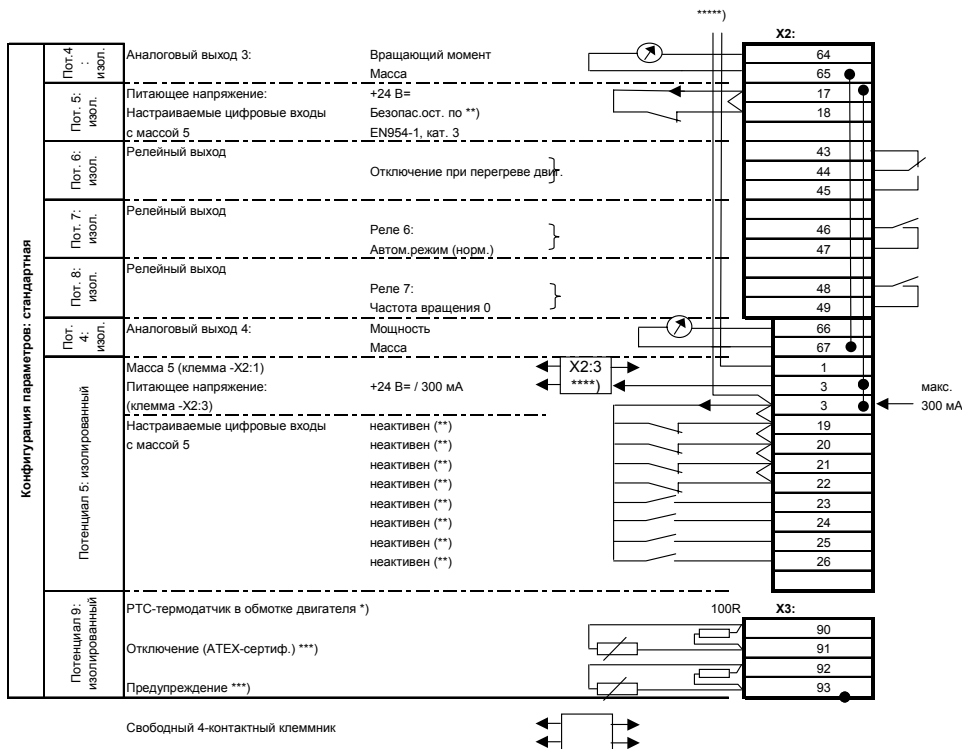 *****)
X2:
Конфигурация параметров: стандартная
Пот.4 : изол.
Аналоговый выход 3: Вращающий момент 64
Масса 65
Пот. 5: изол.
Питающее напряжение: +24 В= 17
Настраиваемые цифровые входы Безопас.ост. по **) 18
с массой 5 EN954-1, кат. 3
Пот. 6: изол.
Релейный выход 43
Отключение при перегреве двиг. 44
45
Пот. 7: изол.
Релейный выход
Реле 6: 46
Автом.режим (норм.) 47
Пот. 8: изол.
Релейный выход
Реле 7: 48
Частота вращения 0 49
Пот. 4: изол.
Аналоговый выход 4: Мощность 66
Масса 67
Потенциал 5: изолированный
Масса 5 (клемма -X2:1) X2:3 1
Питающее напряжение: +24 В= / 300 мА ****) 3 макс.
(клемма -X2:3) 3 300 мА
Настраиваемые цифровые входы неактивен (**) 19
с массой 5 неактивен (**) 20
неактивен (**) 21
неактивен (**) 22
неактивен (**) 23
неактивен (**) 24
неактивен (**) 25
неактивен (**) 26
Потенциал 9: изолированный
РТС-термодатчик в обмотке двигателя *) 100R X3:
90
Отключение (ATEX-сертиф.) ***) 91
92
Предупреждение ***) 93
Свободный 4-контактный клеммник